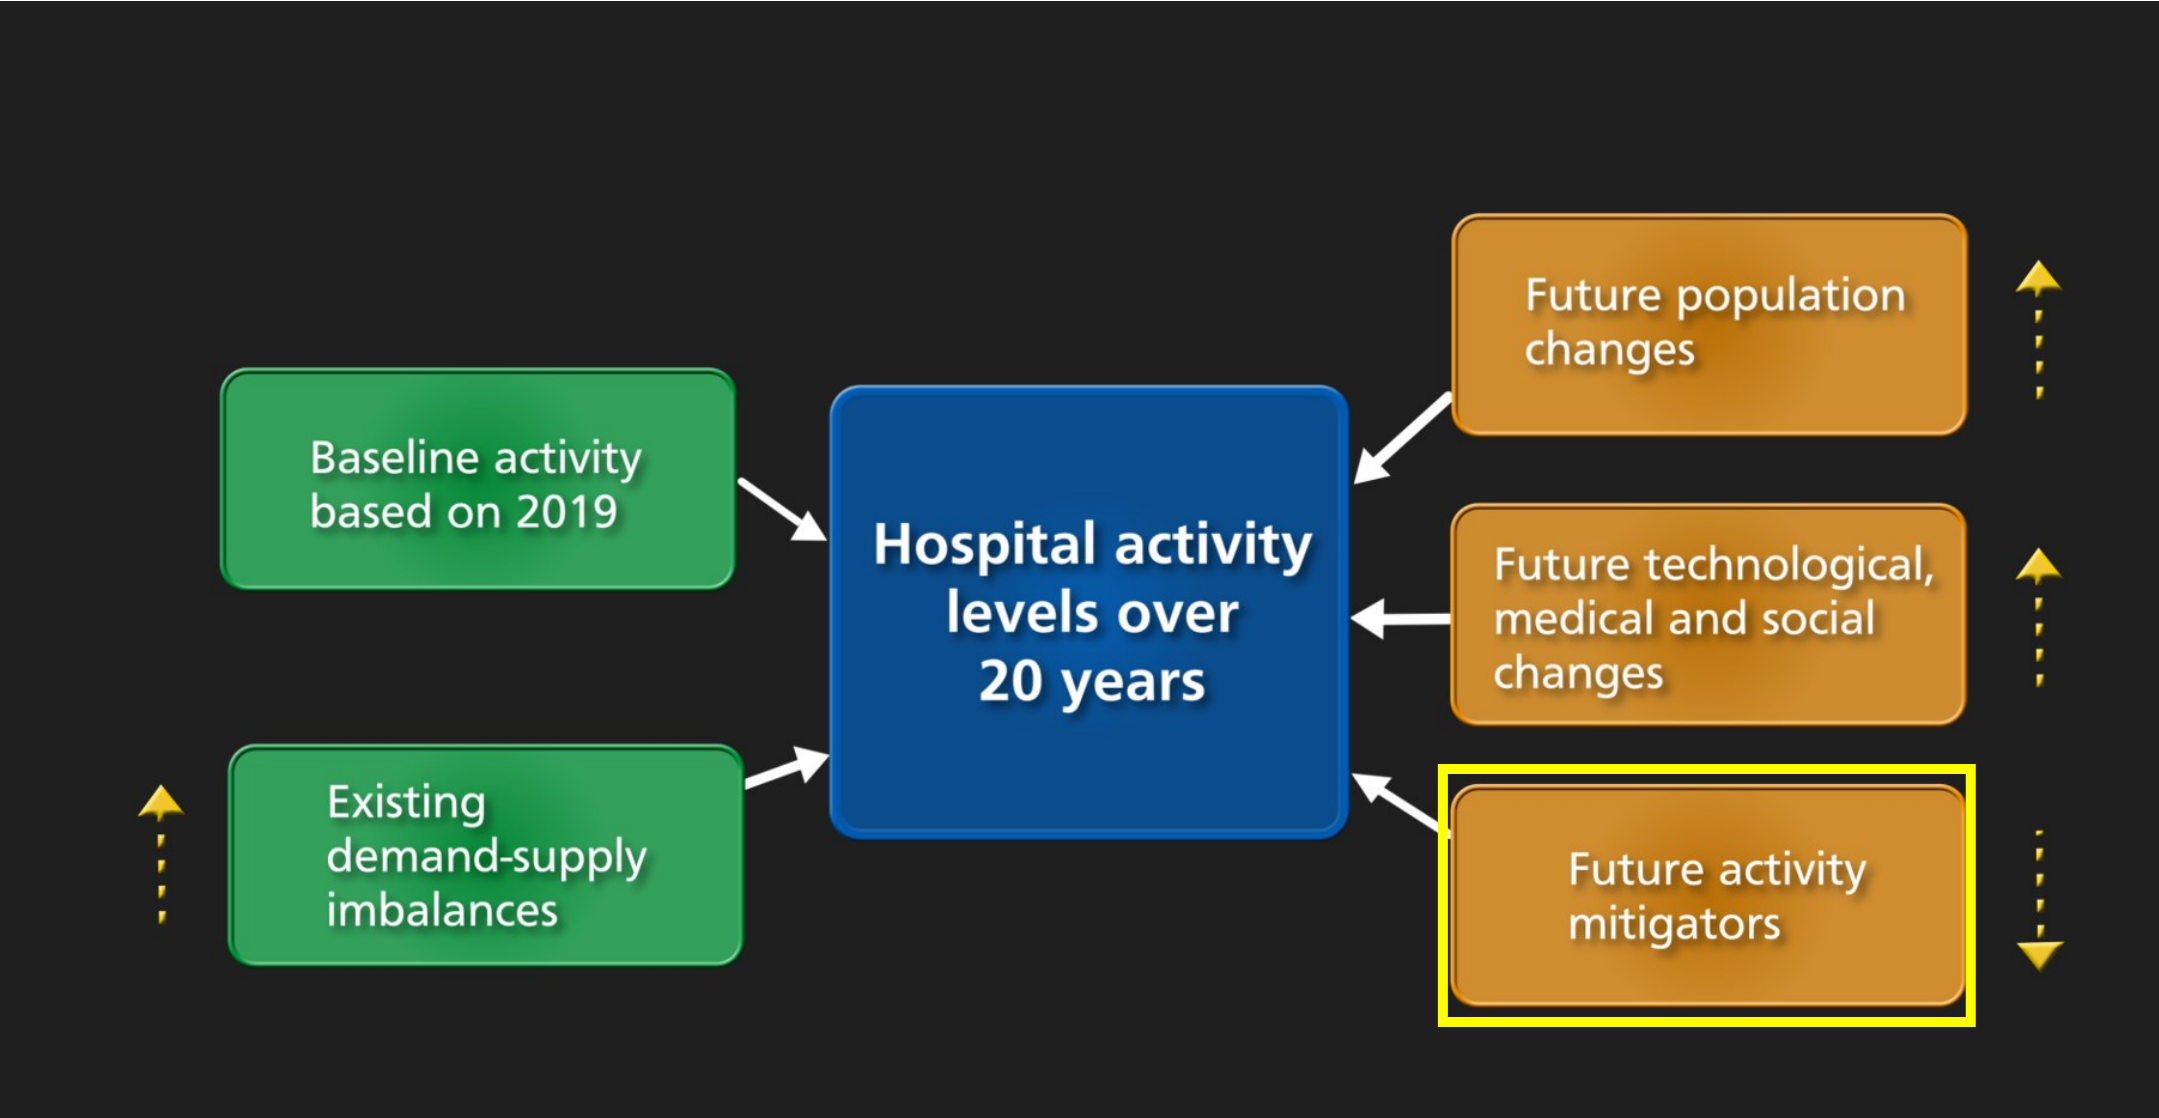 Baseline activity
based on 2019
Existing
demand-supply
imbalances
Hospital activity
levels over
20 years
Future population
changes
Future technological,
medical and social
changes
Future activity
mitigators